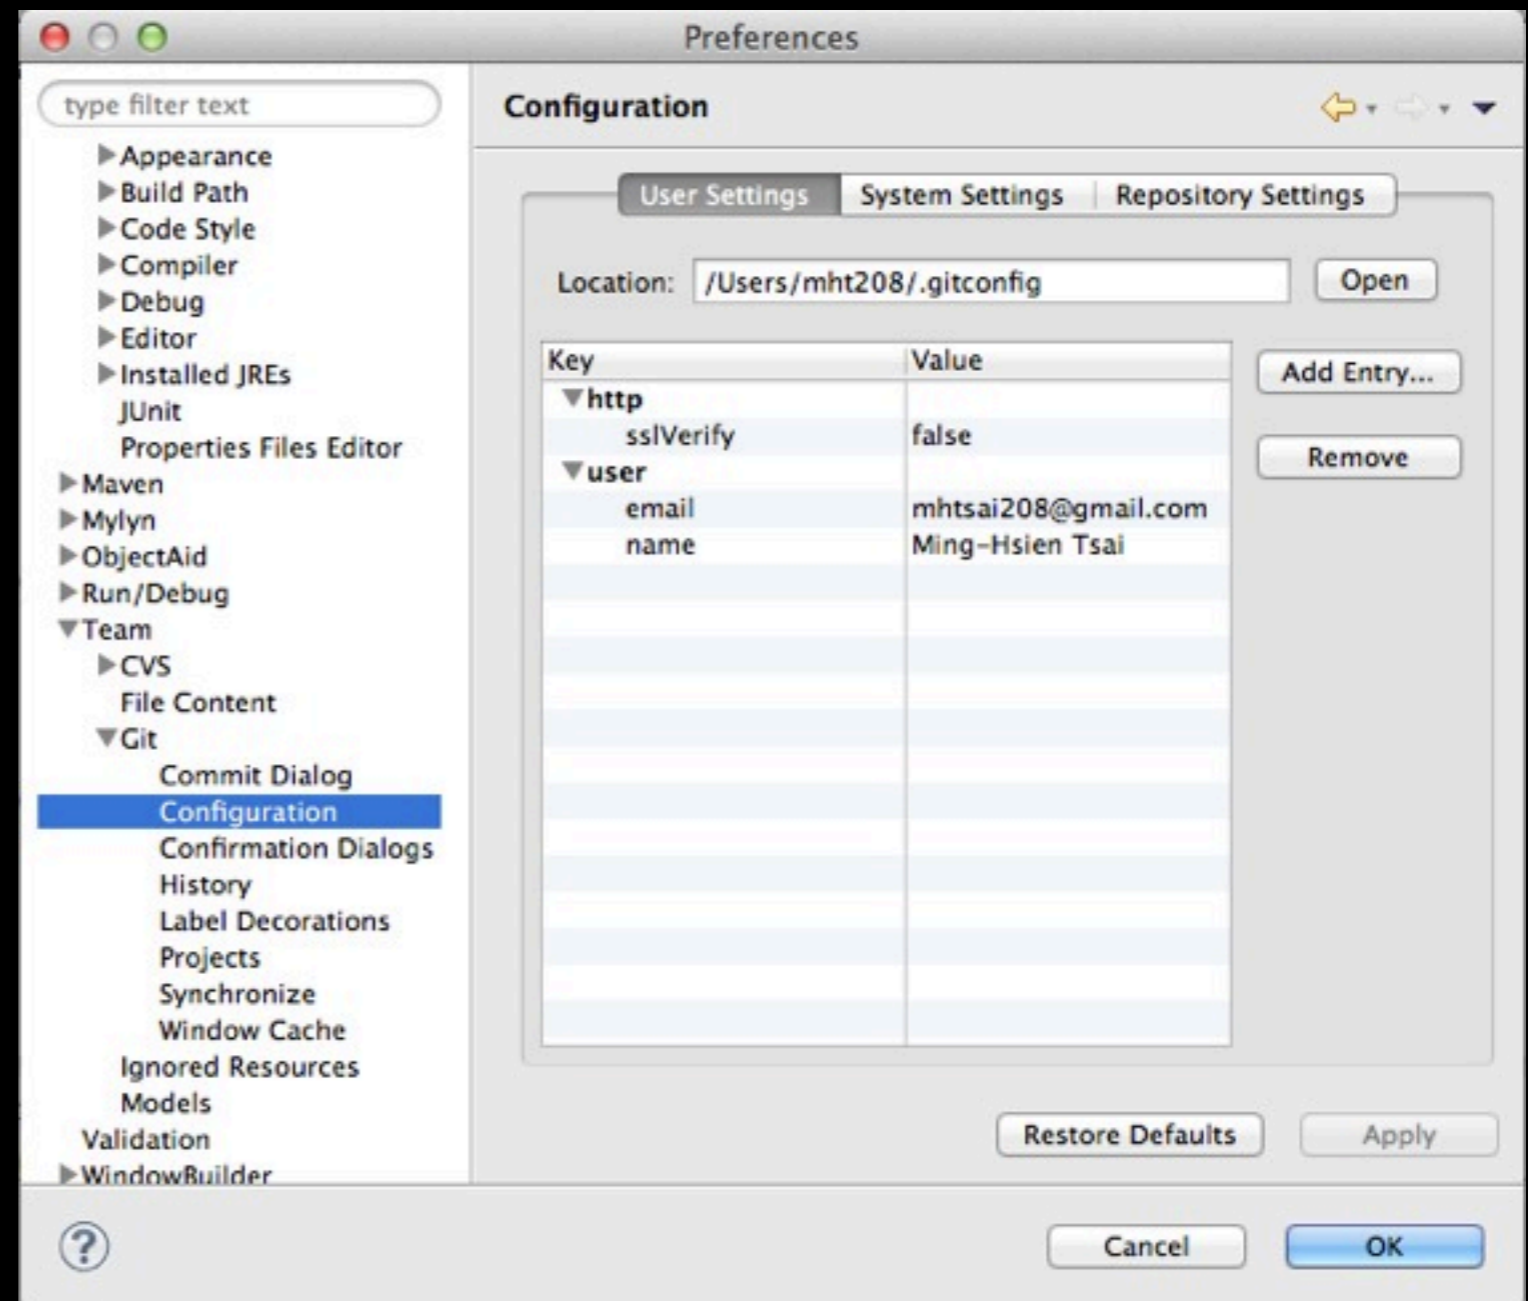 Preferences
type filter text
Appearance
Build Path
Code Style
Compiler
Debug
Editor
Installed JREs
JUnit
Properties Files Editor
Maven
Mylyn
ObjectAid
Run/Debug
Team
CVS
File Content
Git
Commit Dialog
Configuration
Confirmation Dialogs
History
Label Decorations
Projects
Synchronize
Window Cache
Ignored Resources
Models
Validation
WindowBuilder
Configuration
User Settings System Settings Repository Settings
Location: /Users/mht208/.gitconfig Open
Key Value
http
sslVerify false
user
email mhtsai208@gmail.com
name Ming-Hsien Tsai
Add Entry...
Remove
Restore Defaults Apply
? Cancel OK